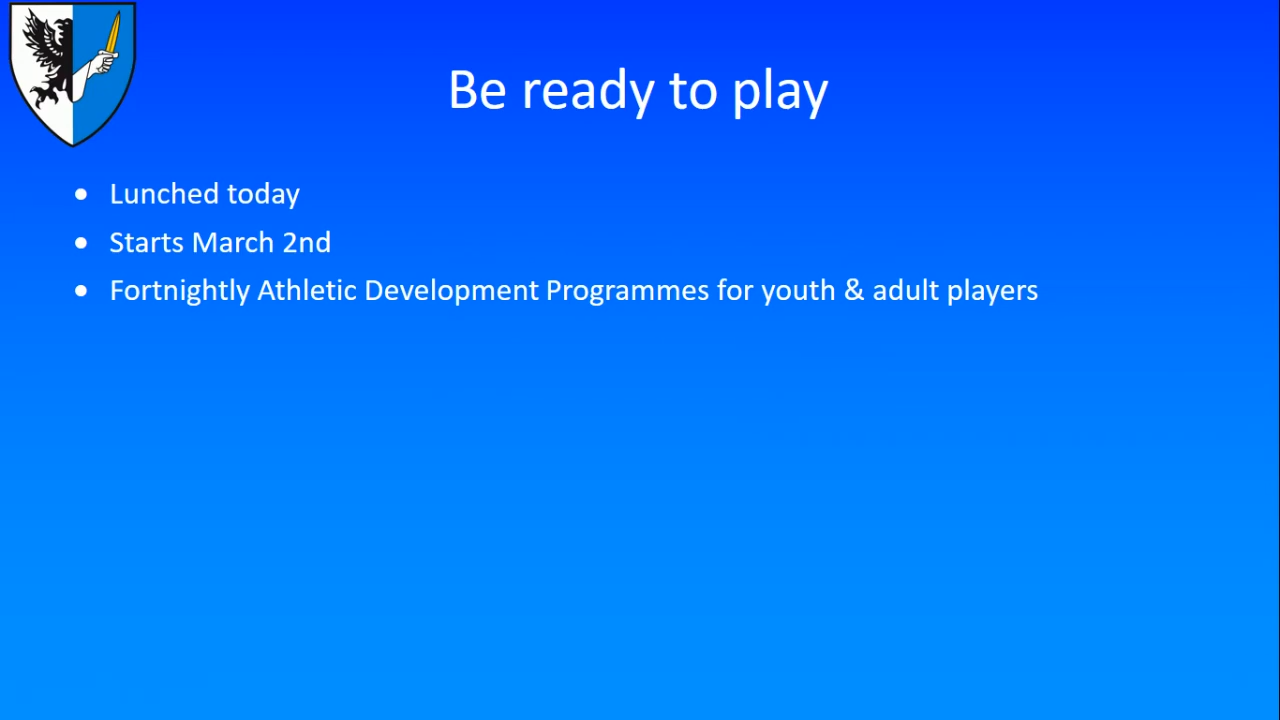 Be ready to play
• Lunched today
• Starts March 2nd
• Fortnightly Athletic Development Programmes for youth & adult players